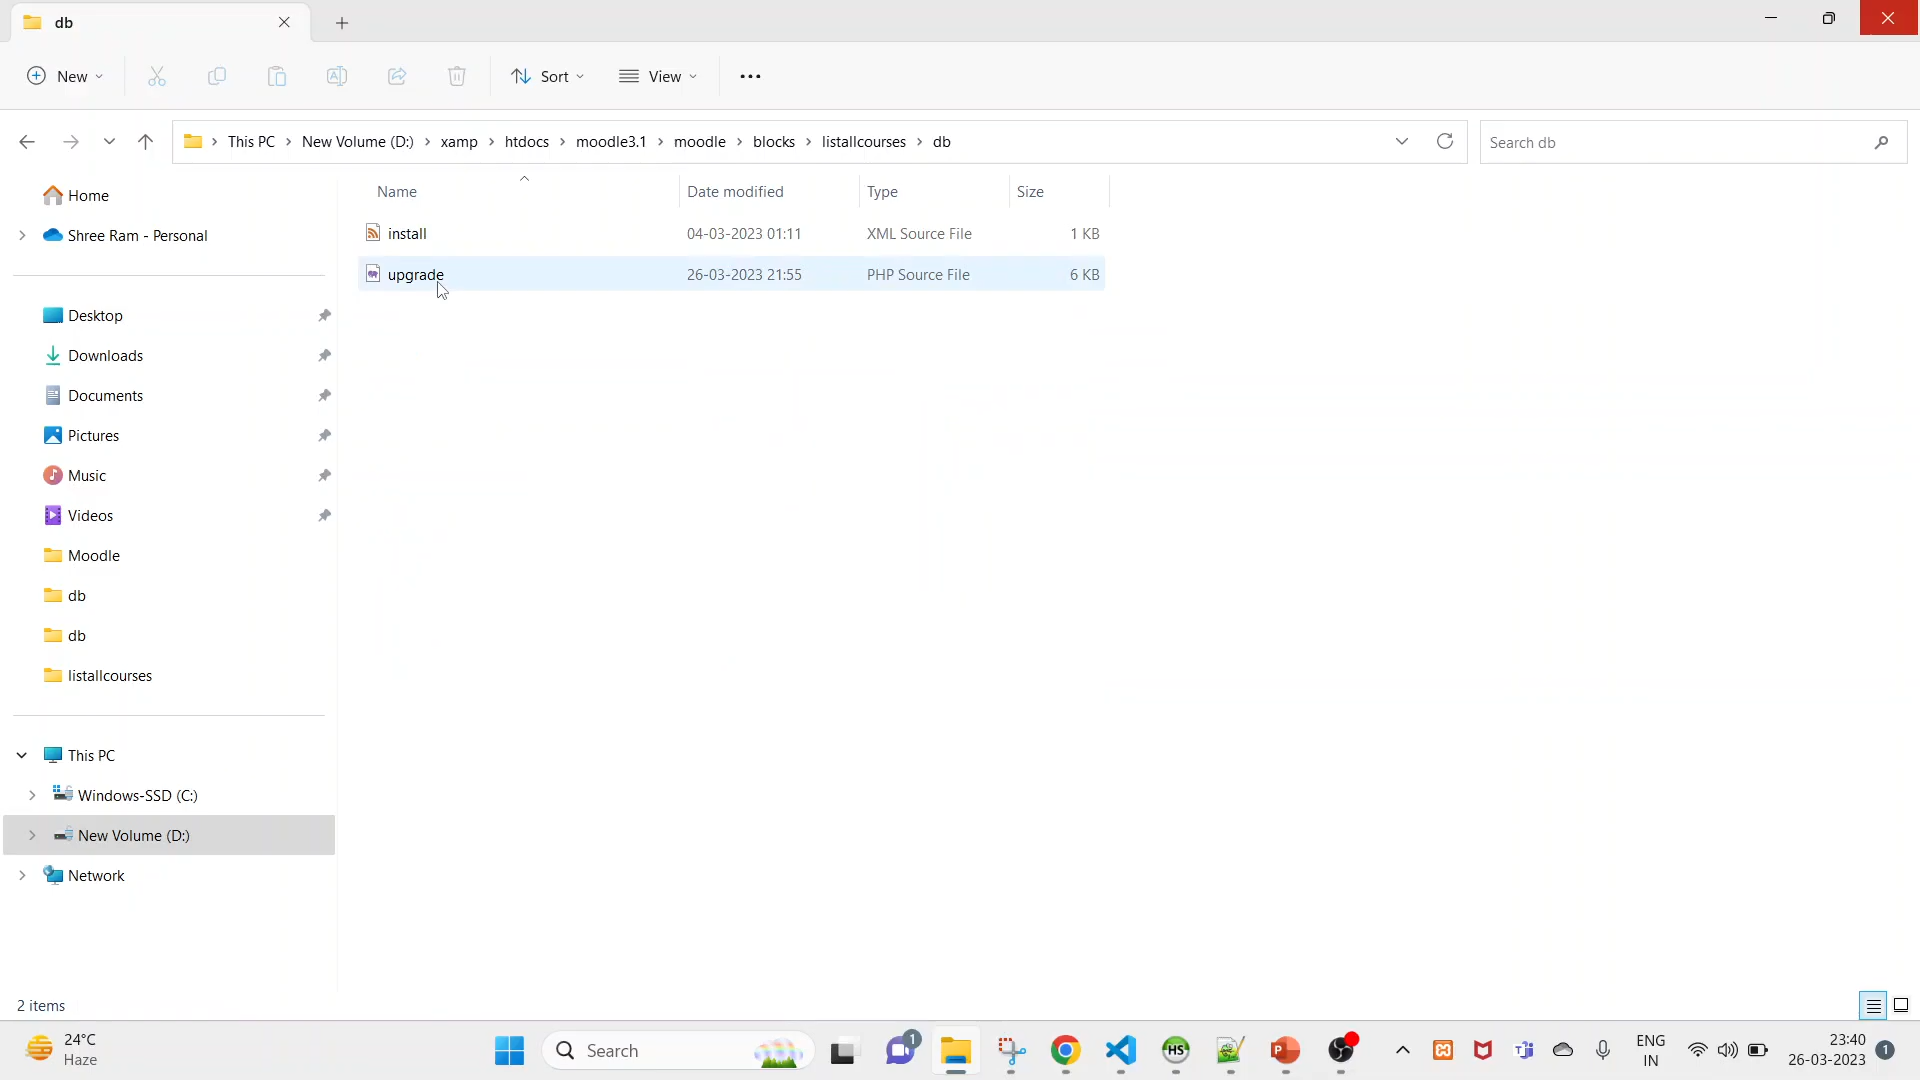 db
New
Sort
View
This PC
New Volume (D:)
xamp
htdocs
moodle3.1
moodle
blocks
listallcourses
db
Search db
Name
Date modified
Type
Size
install
04-03-2023 01:11
XML Source File
1 KB
upgrade
26-03-2023 21:55
PHP Source File
6 KB
Home
Shree Ram - Personal
Desktop
Downloads
Documents
Pictures
Music
Videos
Moodle
db
db
listallcourses
This PC
Windows-SSD (C:)
New Volume (D:)
Network
2 items
24°C
Haze
Search
1
HS
ENG
IN
23:40
26-03-2023
1